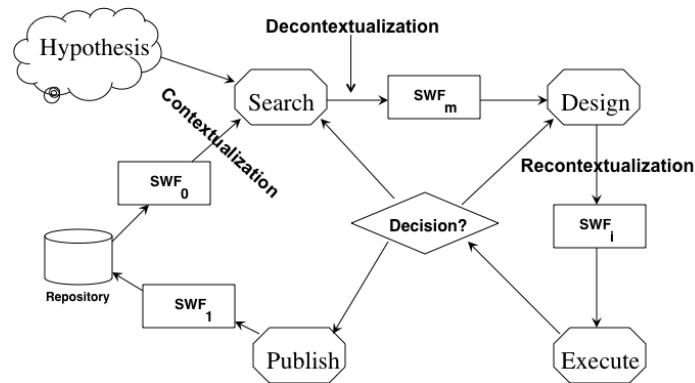 Decontextualization
Hypothesis
Search
SWF
m
Design
Contextualization
Recontextualization
SWF
0
Decision?
SWF
i
Repository
SWF
1
Publish
Execute